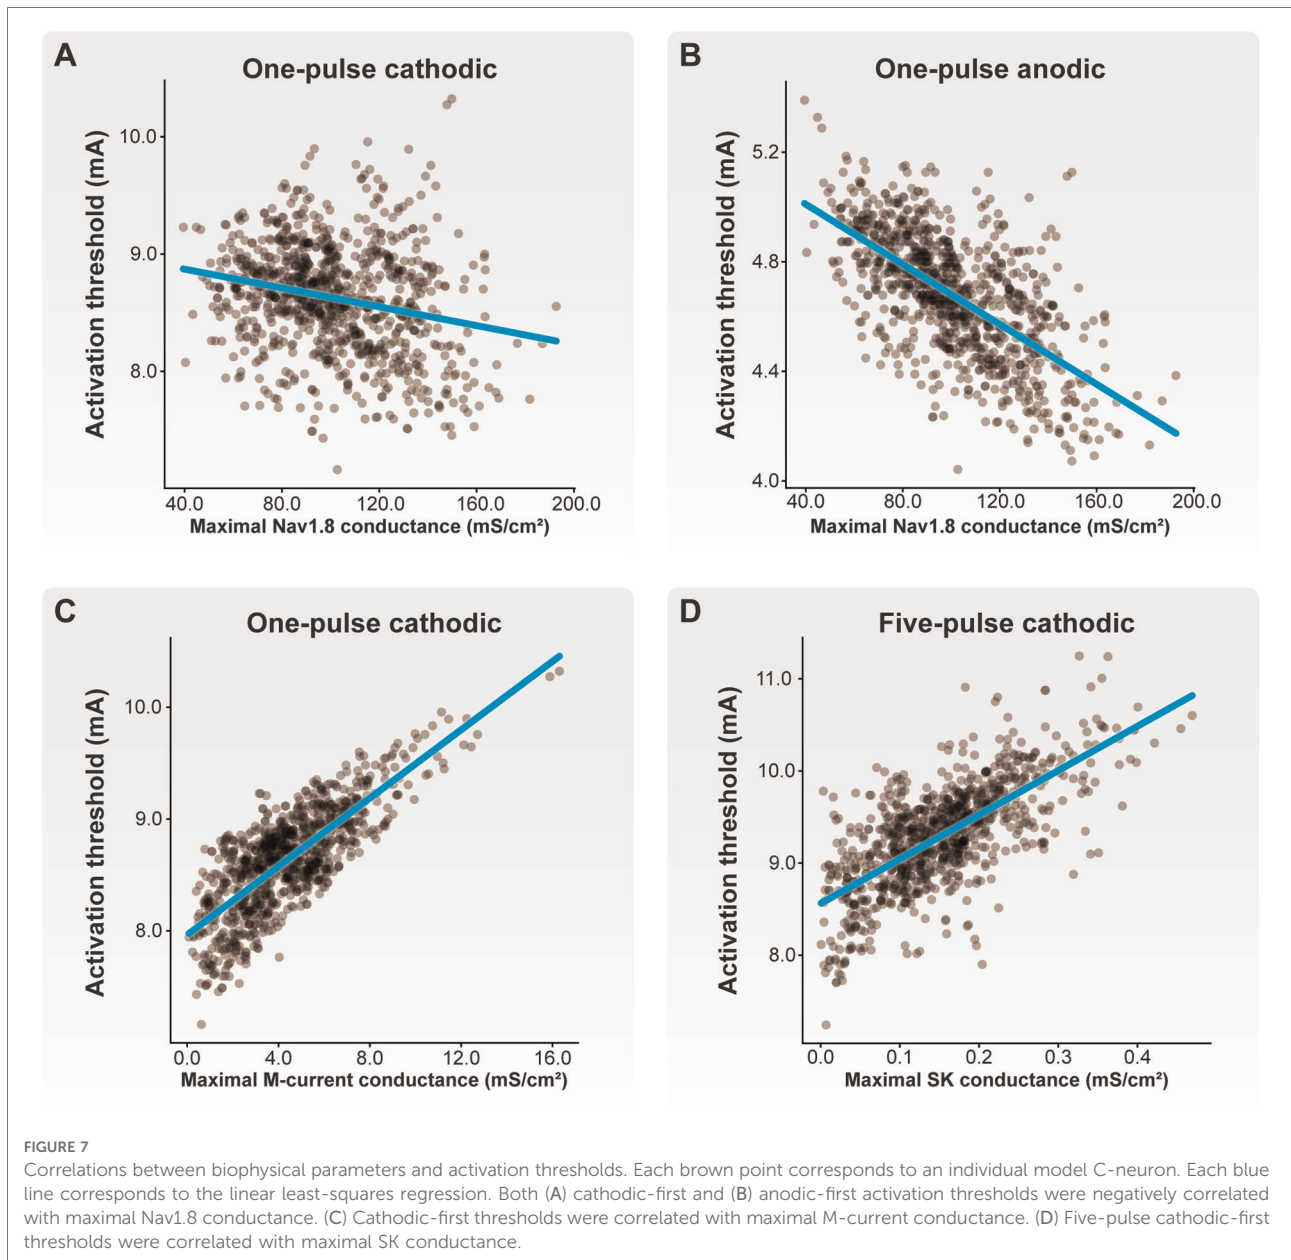 A
One-pulse cathodic
Activation threshold (mA)
10.0
9.0
8.0
40.0 80.0 120.0 160.0 200.0
Maximal Nav1.8 conductance (mS/cm²)
B
One-pulse anodic
Activation threshold (mA)
5.2
4.8
4.4
4.0
40.0 80.0 120.0 160.0 200.0
Maximal Nav1.8 conductance (mS/cm²)
C
One-pulse cathodic
Activation threshold (mA)
10.0
9.0
8.0
0.0 4.0 8.0 12.0 16.0
Maximal M-current conductance (mS/cm²)
D
Five-pulse cathodic
Activation threshold (mA)
11.0
10.0
9.0
8.0
0.0 0.1 0.2 0.3 0.4
Maximal SK conductance (mS/cm²)
FIGURE 7
Correlations between biophysical parameters and activation thresholds. Each brown point corresponds to an individual model C-neuron. Each blue
line corresponds to the linear least-squares regression. Both (A) cathodic-first and (B) anodic-first activation thresholds were negatively correlated
with maximal Nav1.8 conductance. (C) Cathodic-first thresholds were correlated with maximal M-current conductance. (D) Five-pulse cathodic-first
thresholds were correlated with maximal SK conductance.